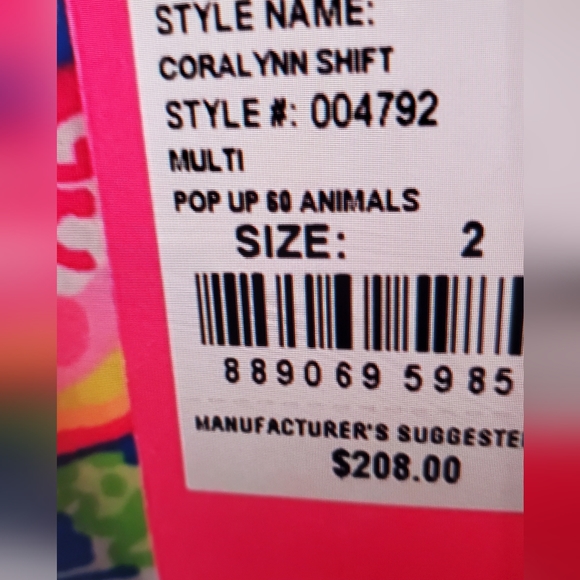 STYLE NAME:
CORALYNN SHIFT
STYLE #: 004792
MULTI
POP UP 60 ANIMALS
SIZE: 2
889069 5985
MANUFACTURER'S SUGGESTE
$208.00